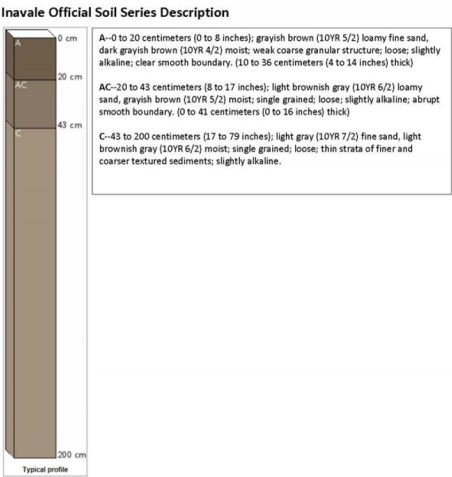 Inavale Official Soil Series Description
0 cm
A
20 cm
AC
43 cm
C
200 cm
Typical profile
A--0 to 20 centimeters (0 to 8 inches); grayish brown (10YR 5/2) loamy fine sand,
dark grayish brown (10YR 4/2) moist; weak coarse granular structure; loose; slightly
alkaline; clear smooth boundary. (10 to 36 centimeters (4 to 14 inches) thick)
AC--20 to 43 centimeters (8 to 17 inches); light brownish gray (10YR 6/2) loamy
sand, grayish brown (10YR 5/2) moist; single grained; loose; slightly alkaline; abrupt
smooth boundary. (0 to 41 centimeters (0 to 16 inches) thick)
C--43 to 200 centimeters (17 to 79 inches); light gray (10YR 7/2) fine sand, light
brownish gray (10YR 6/2) moist; single grained; loose; thin strata of finer and
coarser textured sediments; slightly alkaline.